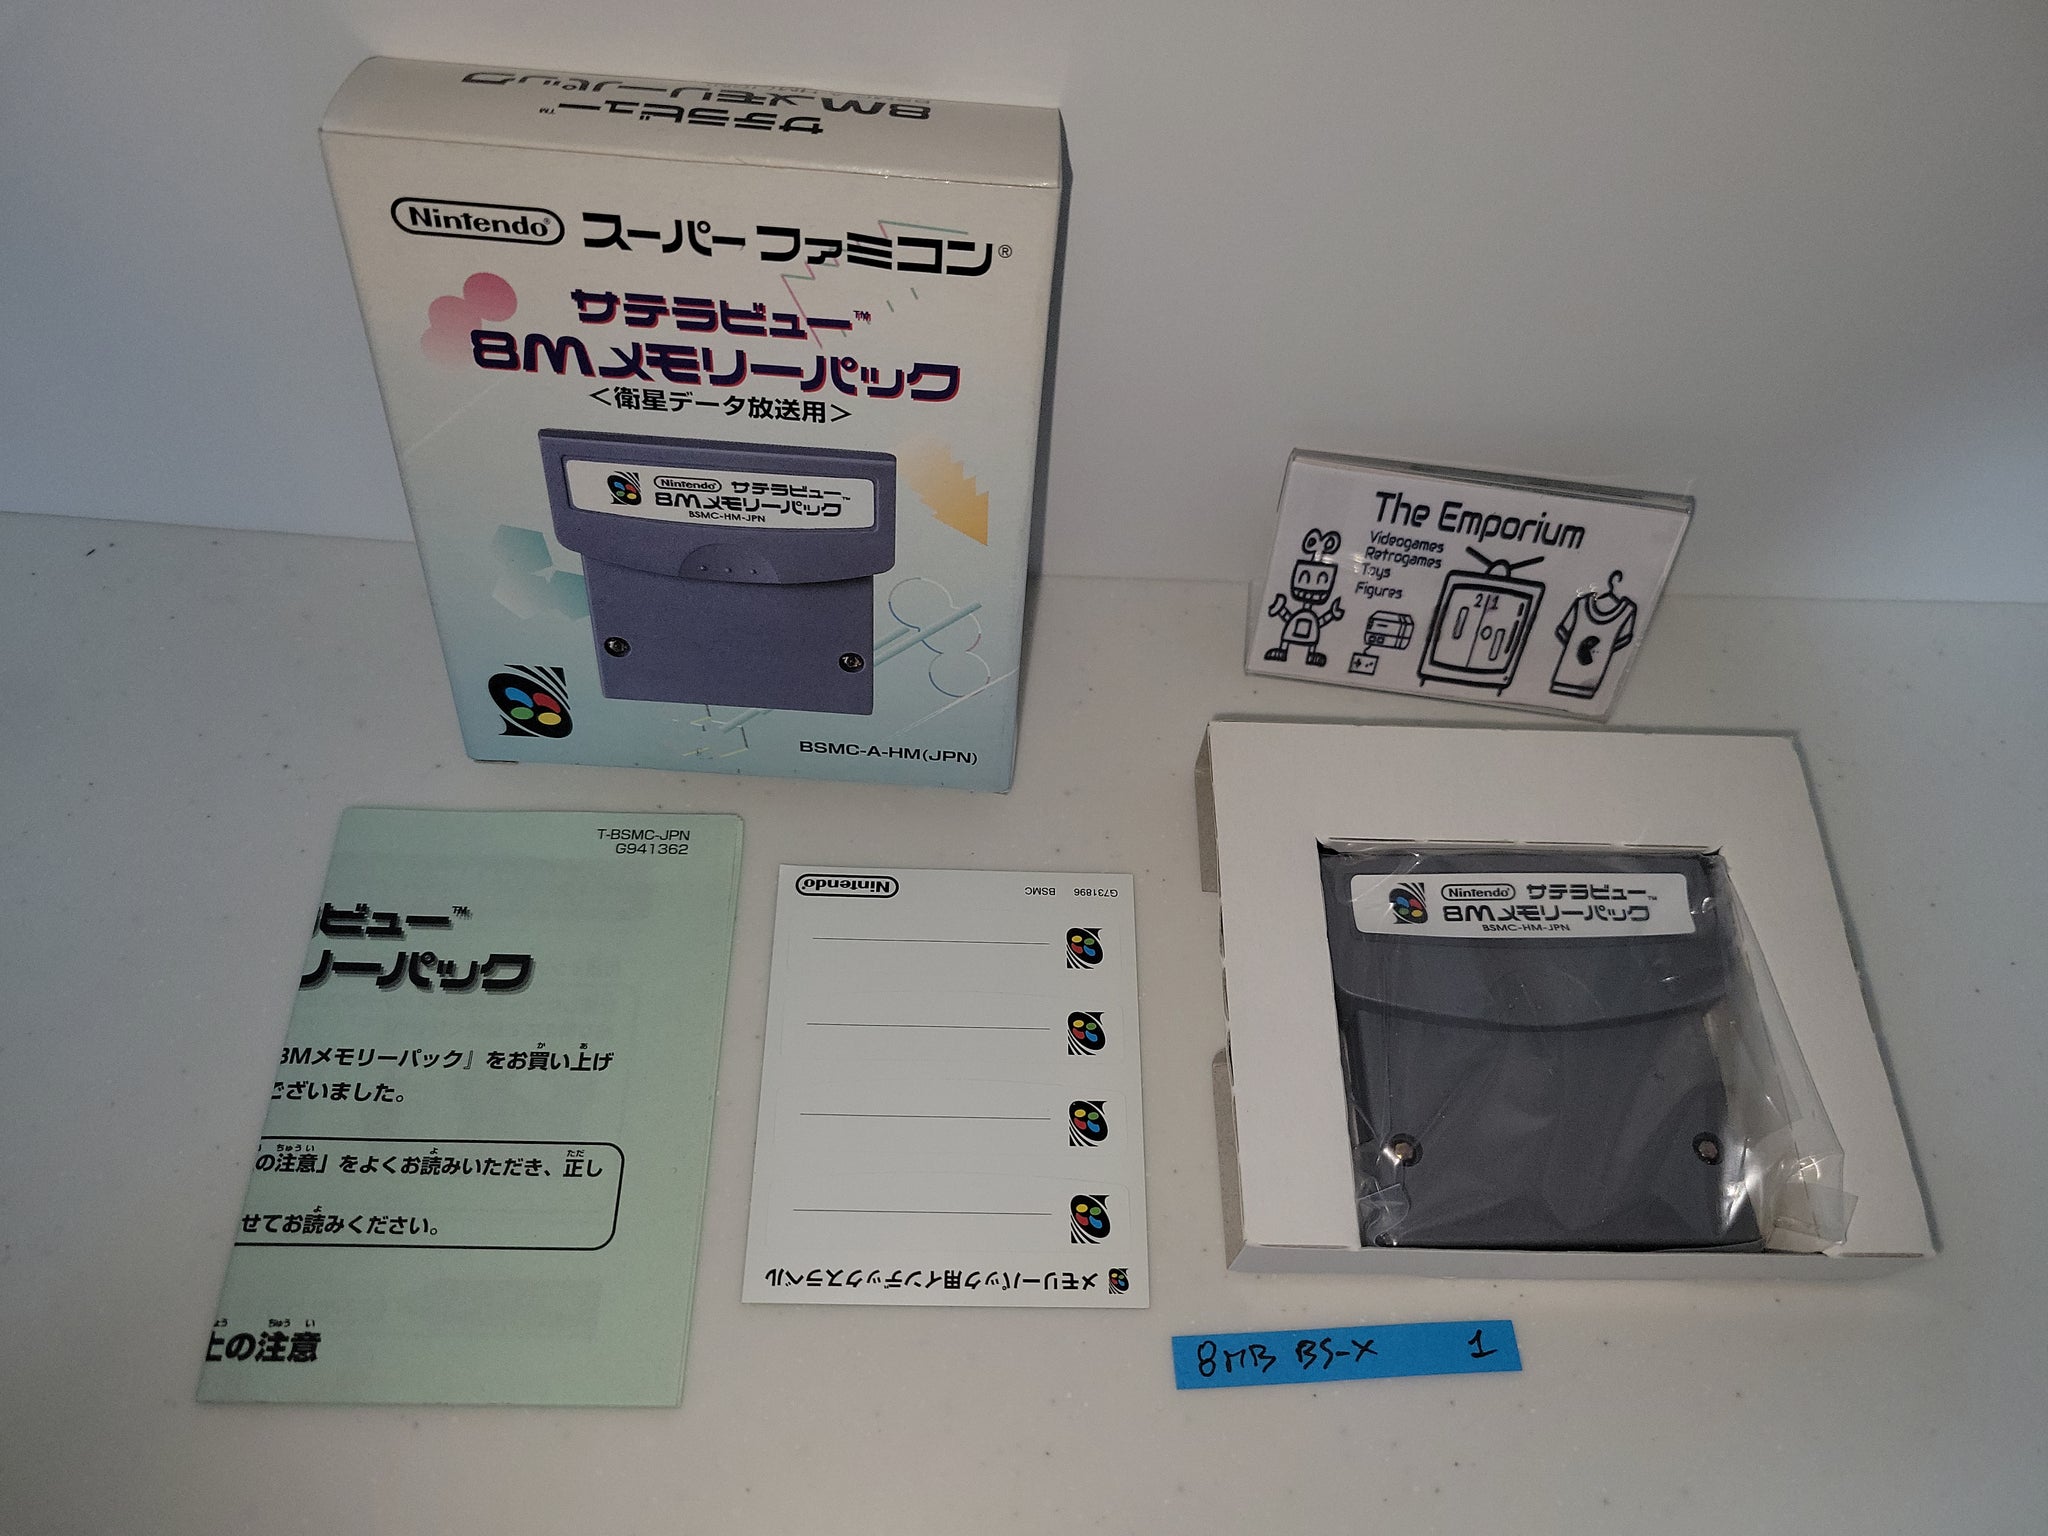 サテラビュー™
8Mメモリーパック
Nintendo® スーパーファミコン®
サテラビュー™
8Mメモリーパック
<衛星データ放送用>
Nintendo サテラビュー™
8Mメモリーパック
BSMC-HM-JPN
BSMC-A-HM(JPN)
The Emporium
Videogames
Retrogames
Toys
Figures
21
T-BSMC-JPN
G941362
ラビュー™
リーパック
8Mメモリーパック』をお買い上げ
ございました。
の注意」をよくお読みいただき、正し
せてお読みください。
上の注意
メモリーパック用インデックスラベル
Nintendo
BSMC G731896
Nintendo サテラビュー™
8Mメモリーパック
BSMC-HM-JPN
8MB BS-X 1